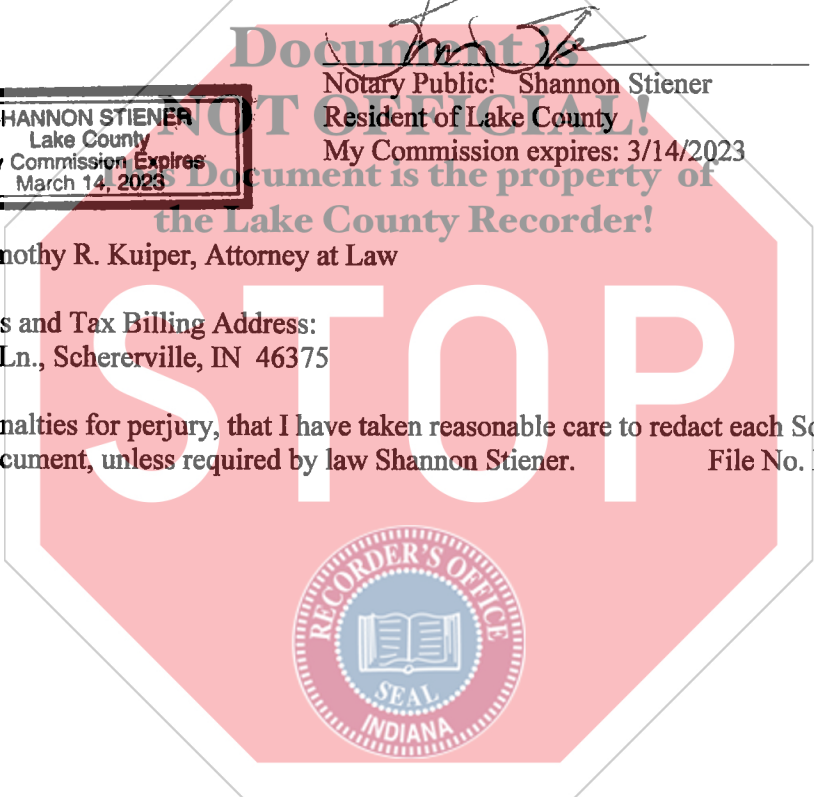 Document is
NOT OFFICIAL!
This Document is the property of
the Lake County Recorder!
Notary Public: Shannon Stiener
Resident of Lake County
My Commission expires: 3/14/2023
HANNON STIENER
Lake County
Commission Expires
March 14, 2023
nothy R. Kuiper, Attorney at Law
s and Tax Billing Address:
Ln., Schererville, IN 46375
nalties for perjury, that I have taken reasonable care to redact each So
cument, unless required by law Shannon Stiener. File No.
STOP
RECORDER'S OFFICE
SEAL
INDIANA